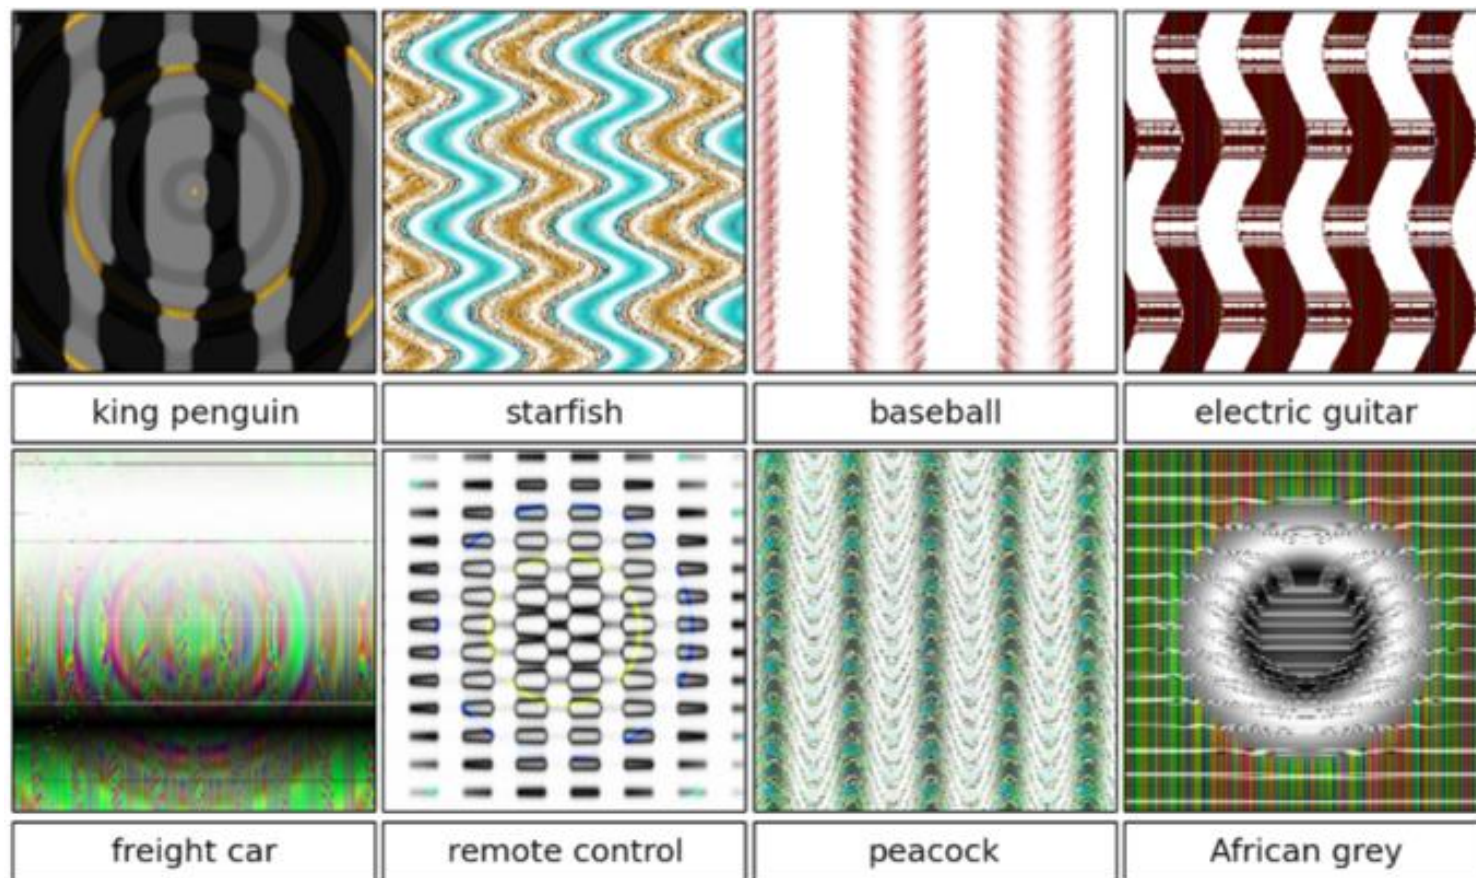 king penguin
starfish
baseball
electric guitar
freight car
remote control
peacock
African grey